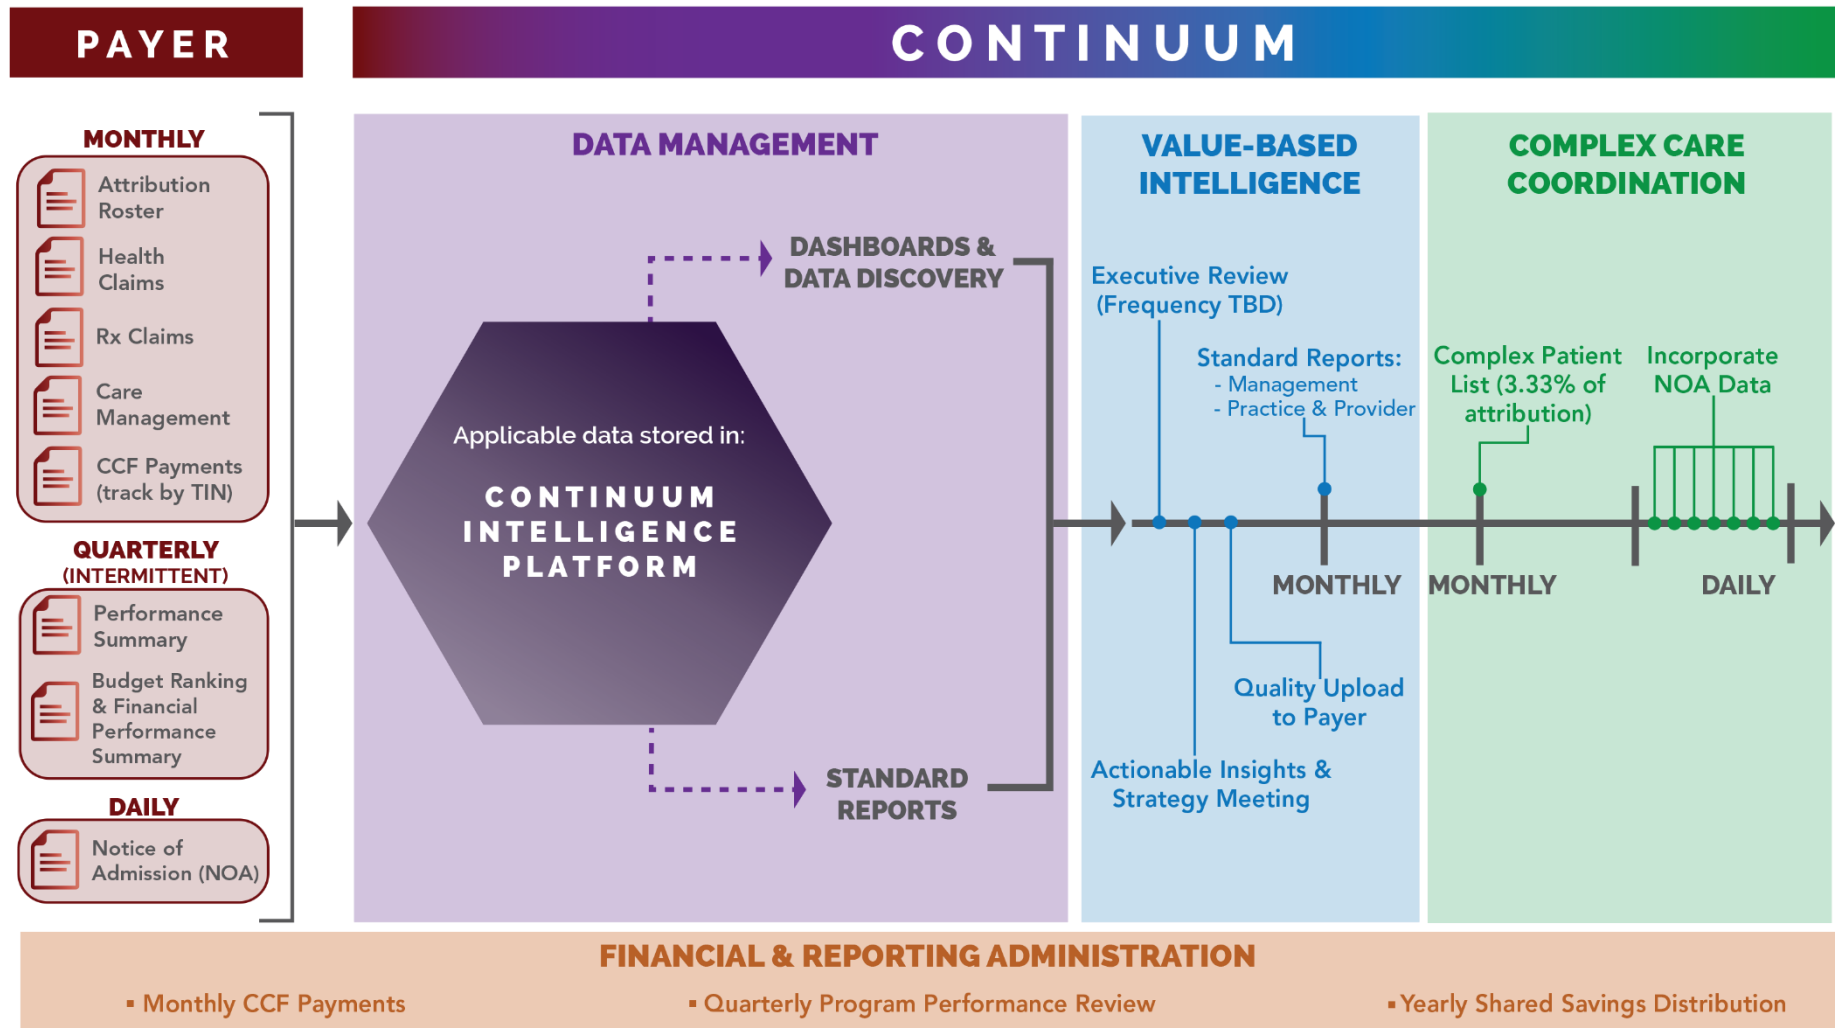 PAYER
CONTINUUM
MONTHLY
Attribution
Roster
Health
Claims
Rx Claims
Care
Management
CCF Payments
(track by TIN)
QUARTERLY
(INTERMITTENT)
Performance
Summary
Budget Ranking
& Financial
Performance
Summary
DAILY
Notice of
Admission (NOA)
DATA MANAGEMENT
DASHBOARDS &
DATA DISCOVERY
Applicable data stored in:
CONTINUUM
INTELLIGENCE
PLATFORM
STANDARD
REPORTS
VALUE-BASED
INTELLIGENCE
Executive Review
(Frequency TBD)
Standard Reports:
- Management
- Practice & Provider
MONTHLY
Quality Upload
to Payer
Actionable Insights &
Strategy Meeting
COMPLEX CARE
COORDINATION
Complex Patient
List (3.33% of
attribution)
Incorporate
NOA Data
MONTHLY
DAILY
FINANCIAL & REPORTING ADMINISTRATION
▪ Monthly CCF Payments
▪ Quarterly Program Performance Review
▪ Yearly Shared Savings Distribution